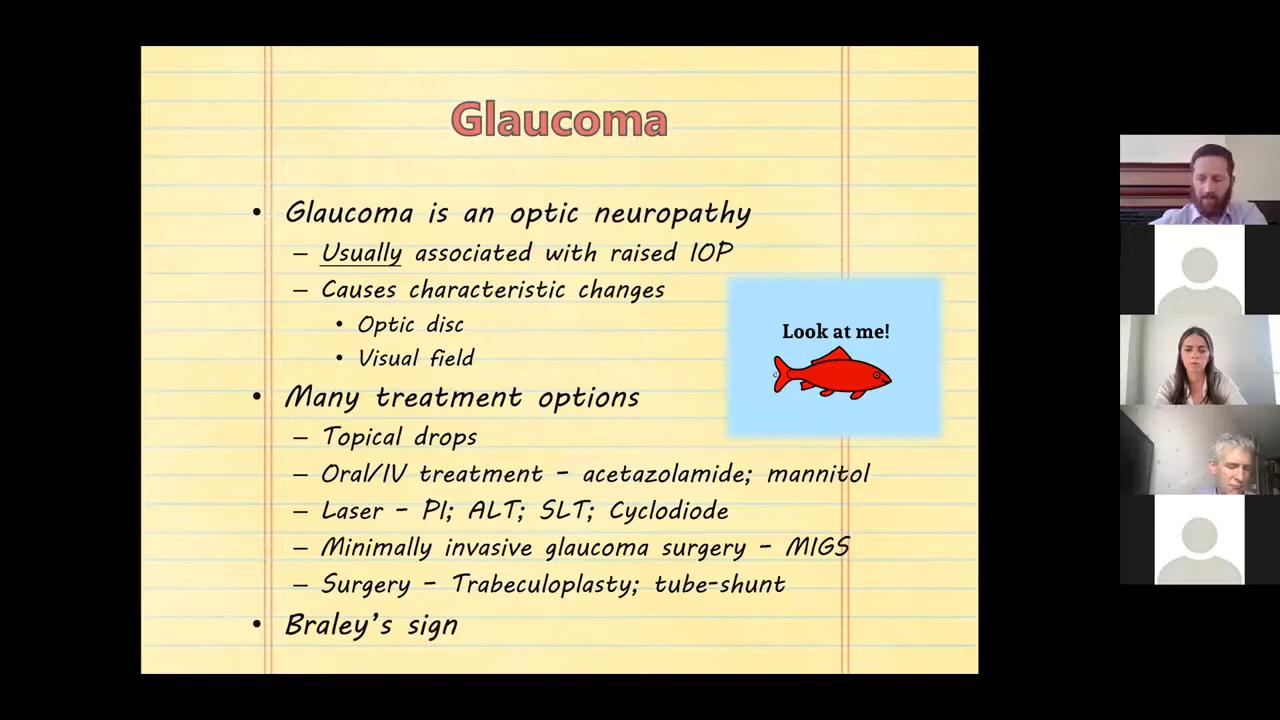 Glaucoma
• Glaucoma is an optic neuropathy
– Usually associated with raised IOP
– Causes characteristic changes
• Optic disc
• Visual field
Look at me!
• Many treatment options
– Topical drops
– Oral/IV treatment – acetazolamide; mannitol
– Laser – PI; ALT; SLT; Cyclodiode
– Minimally invasive glaucoma surgery – MIGS
– Surgery – Trabeculoplasty; tube-shunt
• Braley's sign